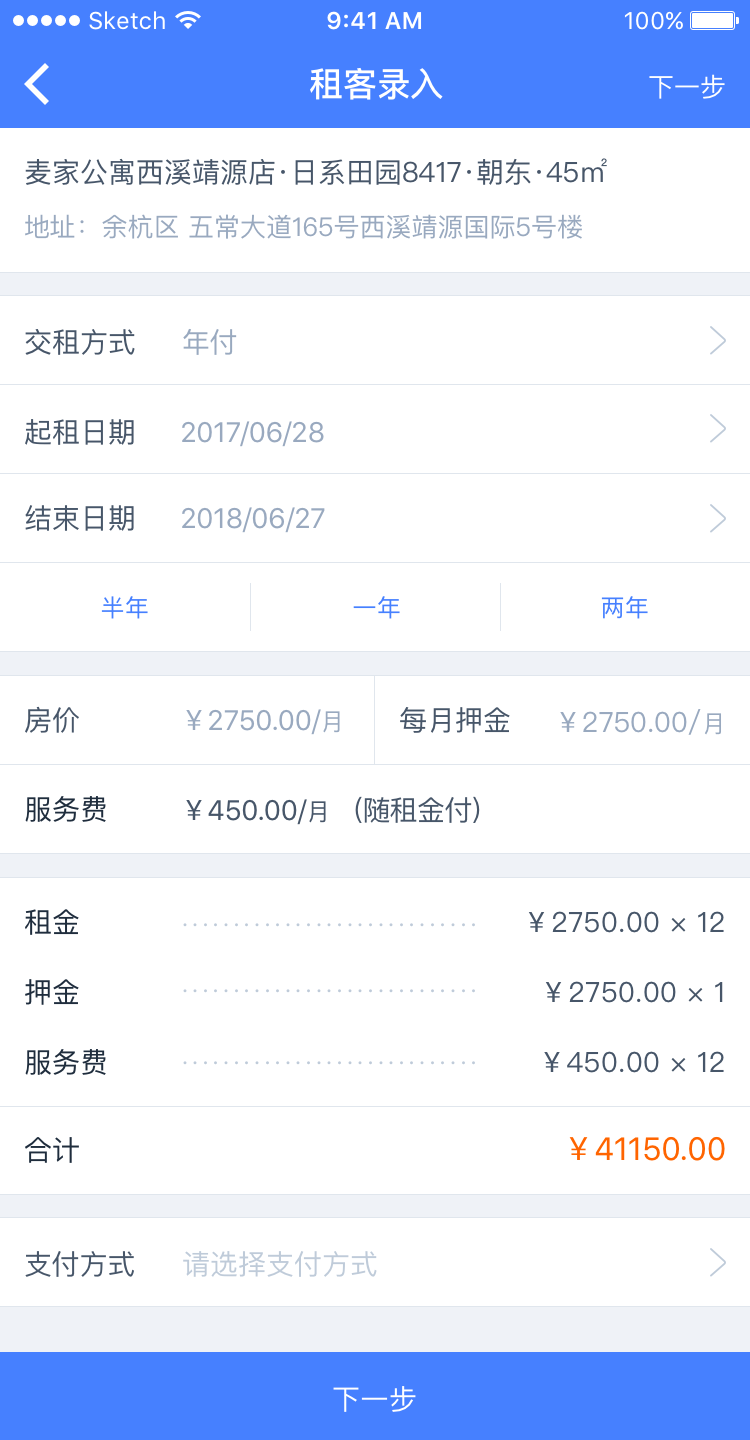 Sketch 9:41 AM 100%
租客录入 下一步
麦家公寓西溪靖源店·日系田园8417·朝东·45㎡
地址：余杭区 五常大道165号西溪靖源国际5号楼
交租方式 年付
起租日期 2017/06/28
结束日期 2018/06/27
半年 一年 两年
房价 ¥2750.00/月 每月押金 ¥2750.00/月
服务费 ¥450.00/月 (随租金付)
租金 ¥2750.00 × 12
押金 ¥2750.00 × 1
服务费 ¥450.00 × 12
合计 ¥41150.00
支付方式 请选择支付方式
下一步